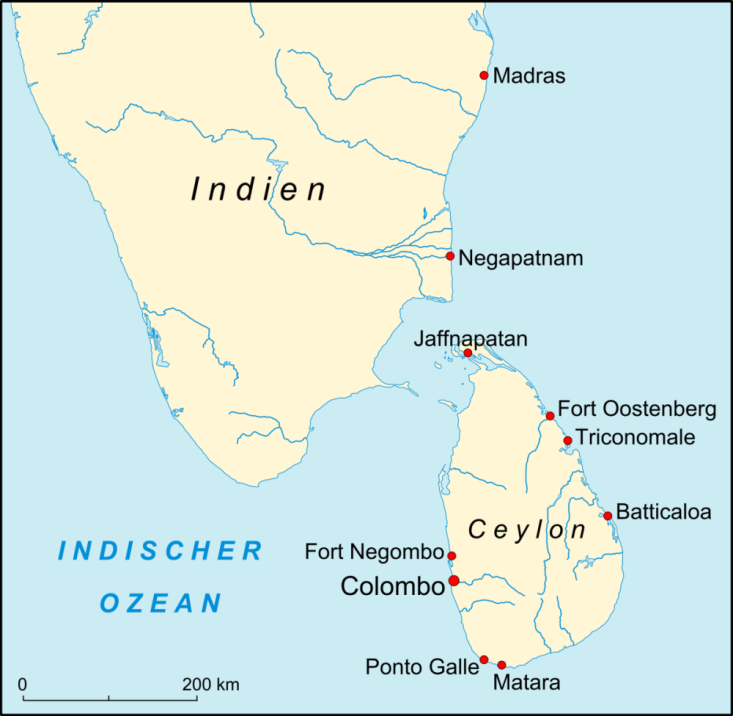 Madras
Indien
Negapatnam
Jaffnapatan
Fort Oostenberg
Triconomale
Batticaloa
Ceylon
INDISCHER
OZEAN
Fort Negombo
Colombo
Ponto Galle
Matara
0 200 km